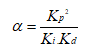 α = Kp² / Ki Kd